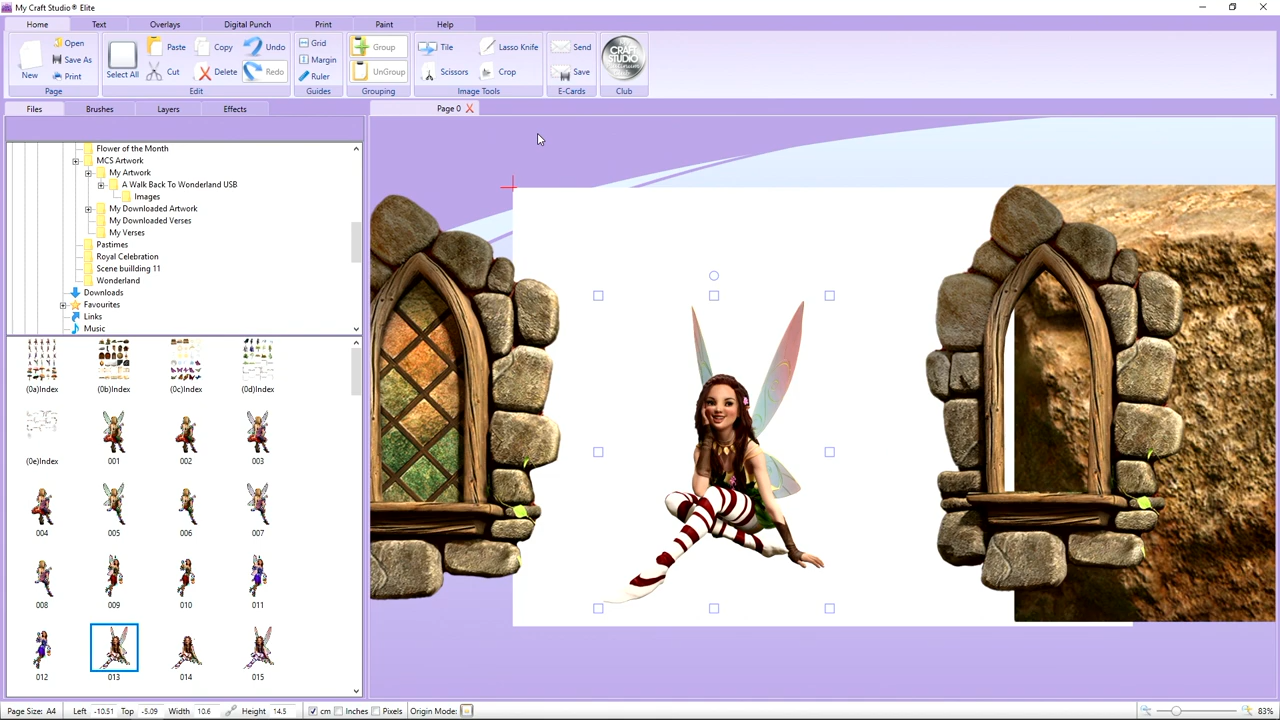 My Craft Studio® Elite
Home Text Overlays Digital Punch Print Paint Help
New Open Save As Print Select All Paste Copy Undo Cut Delete Redo Grid Margin Ruler Group UnGroup Tile Lasso Knife Scissors Crop Send Save MY CRAFT STUDIO
Page Edit Guides Grouping Image Tools E-Cards Club
Files Brushes Layers Effects Page 0
Flower of the Month
MCS Artwork
My Artwork
A Walk Back To Wonderland USB
Images
My Downloaded Artwork
My Downloaded Verses
My Verses
Pastimes
Royal Celebration
Scene builliding 11
Wonderland
Downloads
Favourites
Links
Music
(0a)Index (0b)Index (0c)Index (0d)Index
(0e)Index 001 002 003
004 005 006 007
008 009 010 011
012 013 014 015
Page Size: A4 Left -10.51 Top -5.09 Width 10.6 Height 14.5 cm Inches Pixels Origin Mode: 83%